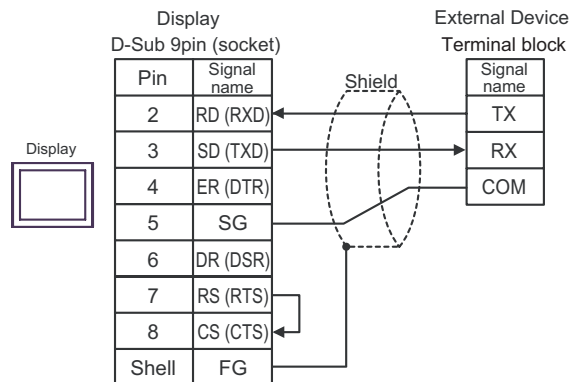 Display
D-Sub 9pin (socket)
External Device
Terminal block
Pin
Signal
name
Shield
Signal
name
2
RD (RXD)
TX
Display
3
SD (TXD)
RX
4
ER (DTR)
COM
5
SG
6
DR (DSR)
7
RS (RTS)
8
CS (CTS)
Shell
FG